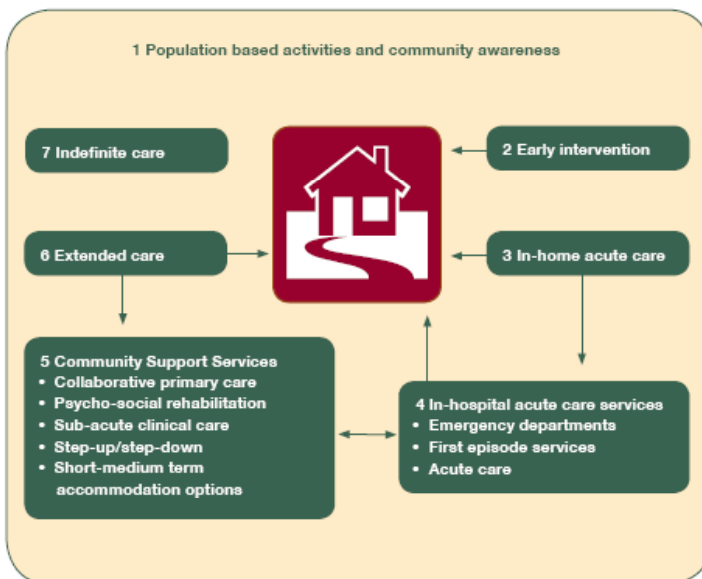 1 Population based activities and community awareness
7 Indefinite care
2 Early intervention
6 Extended care
3 In-home acute care
5 Community Support Services
• Collaborative primary care
• Psycho-social rehabilitation
• Sub-acute clinical care
• Step-up/step-down
• Short-medium term
accommodation options
4 In-hospital acute care services
• Emergency departments
• First episode services
• Acute care